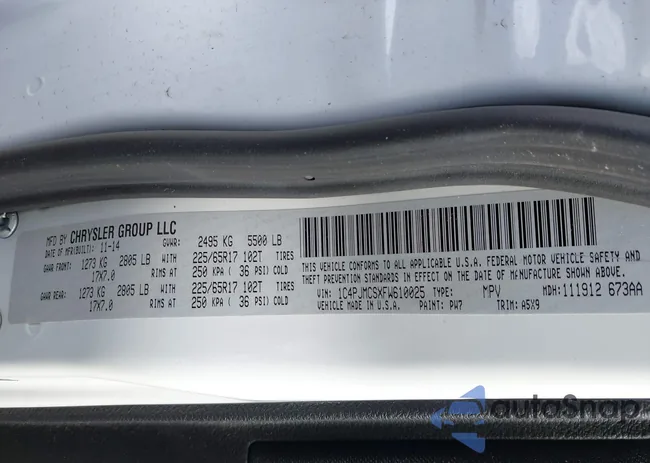 MFD BY CHRYSLER GROUP LLC
DATE OF MFR(BUILT): 11-14 GVWR: 2495 KG 5500 LB
GAWR FRONT: 1273 KG 2805 LB 225/65R17 102T TIRES
17X7.0 RIMS AT 250 KPA ( 36 PSI) COLD
GAWR REAR: 1273 KG 2805 LB 225/65R17 102T TIRES
17X7.0 RIMS AT 250 KPA ( 36 PSI) COLD
THIS VEHICLE CONFORMS TO ALL APPLICABLE U.S.A. FEDERAL MOTOR VEHICLE SAFETY AND
THEFT PREVENTION STANDARDS IN EFFECT ON THE DATE OF MANUFACTURE SHOWN ABOVE.
VIN: 1C4PJMCSXFW610025 TYPE: MPV MDH: 111912 673AA
VEHICLE MADE IN U.S.A. PAINT: PW7 TRIM: A5X9
autoSnap